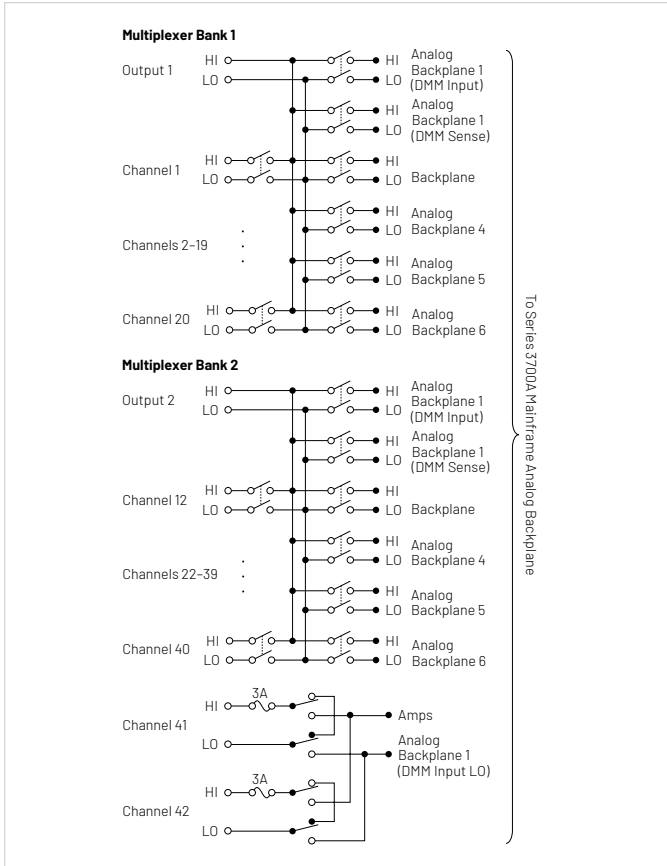 Multiplexer Bank 1
Output 1
HI
LO
HI Analog
Backplane 1
LO (DMM Input)
HI Analog
Backplane 1
LO (DMM Sense)
Channel 1
HI
LO
HI
LO Backplane
HI Analog
LO Backplane 4
Channels 2–19
HI Analog
LO Backplane 5
Channel 20
HI
LO
HI Analog
LO Backplane 6
Multiplexer Bank 2
Output 2
HI
LO
HI Analog
Backplane 1
LO (DMM Input)
HI Analog
Backplane 1
LO (DMM Sense)
Channel 12
HI
LO
HI
LO Backplane
HI Analog
LO Backplane 4
Channels 22–39
HI Analog
LO Backplane 5
Channel 40
HI
LO
HI Analog
LO Backplane 6
Channel 41
HI 3A
LO
Amps
Analog
Backplane 1
(DMM Input LO)
Channel 42
HI 3A
LO
To Series 3700A Mainframe Analog Backplane